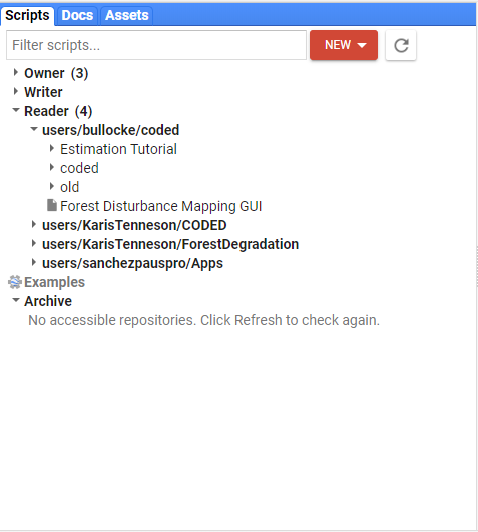 Scripts Docs Assets
Filter scripts... NEW
Owner (3)
Writer
Reader (4)
users/bullocke/coded
Estimation Tutorial
coded
old
Forest Disturbance Mapping GUI
users/KarisTenneson/CODED
users/KarisTenneson/ForestDegradation
users/sanchezpauspro/Apps
Examples
Archive
No accessible repositories. Click Refresh to check again.